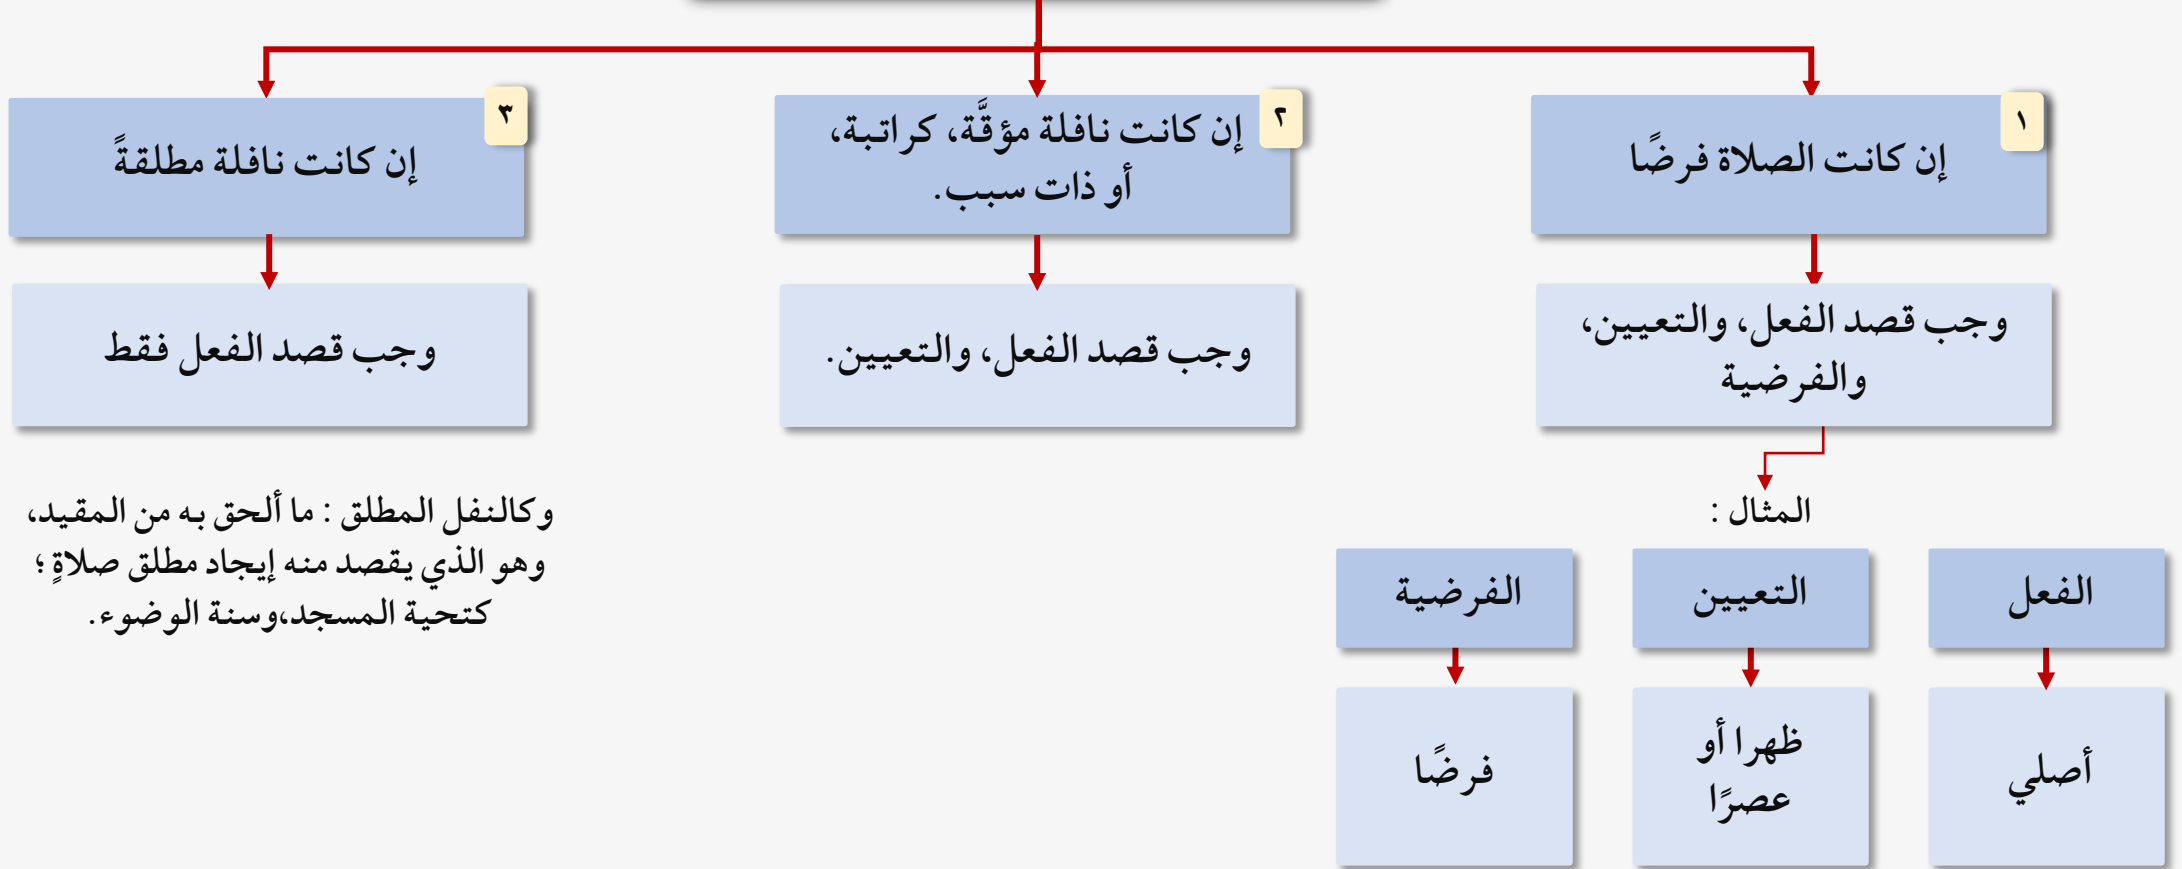 ١
إن كانت الصلاة فرضًا
وجب قصد الفعل، والتعيين،
والفرضية
المثال :
الفعل
أصلي
التعيين
ظهرا أو
عصرًا
الفرضية
فرضًا
٢
إن كانت نافلة مؤقَّة، كراتبة،
أو ذات سبب.
وجب قصد الفعل، والتعيين.
٣
إن كانت نافلة مطلقةً
وجب قصد الفعل فقط
وكالنفل المطلق : ما ألحق به من المقيد،
وهو الذي يقصد منه إيجاد مطلق صلاةٍ ؛
كتحية المسجد،وسنة الوضوء.